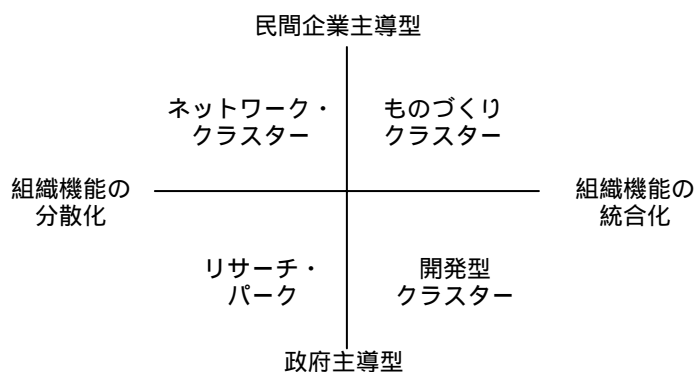 民間企業主導型
ネットワーク・
クラスター
ものづくり
クラスター
組織機能の
分散化
組織機能の
統合化
リサーチ・
パーク
開発型
クラスター
政府主導型